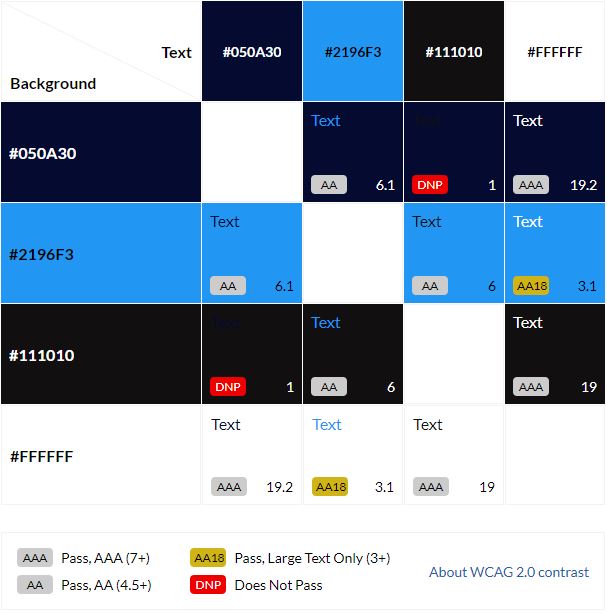 Text
Background
#050A30
#2196F3
#111010
#FFFFFF
#050A30
Text
AA 6.1
Text
DNP 1
Text
AAA 19.2
#2196F3
Text
AA 6.1
Text
AA 6
Text
AA18 3.1
#111010
Text
DNP 1
Text
AA 6
Text
AAA 19
#FFFFFF
Text
AAA 19.2
Text
AA18 3.1
Text
AAA 19
AAA Pass, AAA (7+)
AA18 Pass, Large Text Only (3+)
AA Pass, AA (4.5+)
DNP Does Not Pass
About WCAG 2.0 contrast